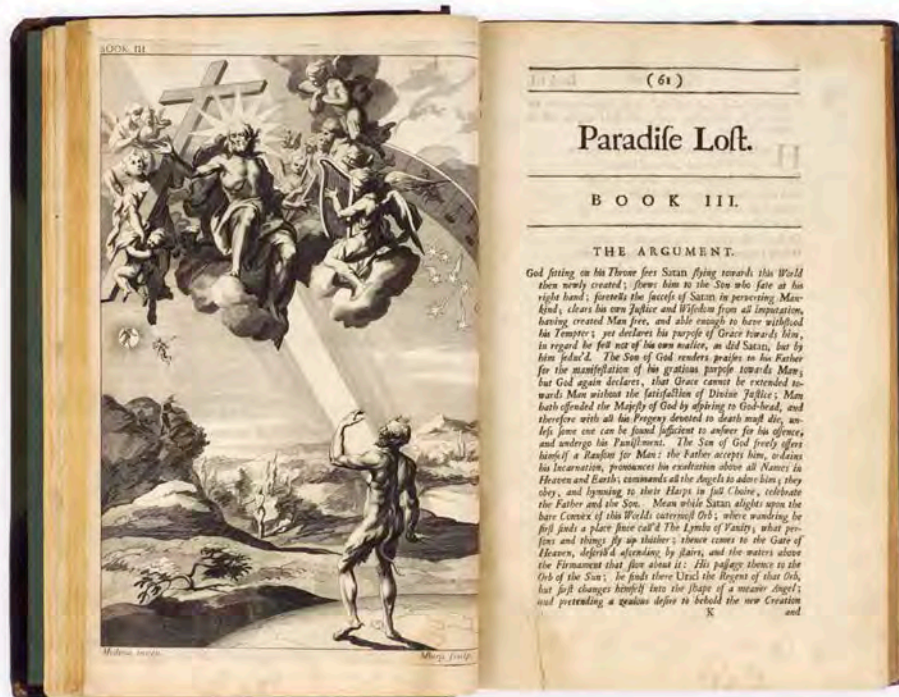 BOOK III
Medina inven.
Burg. sculp.
(61)
Paradiſe Loſt.
BOOK III.
THE ARGUMENT.
God ſitting on his Throne ſees Satan flying towards this World
then newly created; ſhews him to the Son who ſate at his
right hand; foretells the ſucceſs of Satan in perverting Man-
kind; clears his own Juſtice and Wiſedom from all Imputation,
having created Man free, and able enough to have withſtood
his Tempter; yet declares his purpoſe of Grace towards him,
in regard he fell not of his own malice, as did Satan, but by
him ſeduc'd. The Son of God renders praiſes to his Father
for the manifeſtation of his gratious purpoſe towards Man;
but God again declares, that Grace cannot be extended to-
wards Man without the ſatisfaction of Divine Juſtice; Man
hath offended the Majeſty of God by aſpiring to God-head, and
therefore with all his Progeny devoted to death muſt die, un-
leſs ſome one can be found ſufficient to anſwer for his offence,
and undergo his Puniſhment. The Son of God freely offers
himſelf a Ranſom for Man: the Father accepts him, ordains
his Incarnation, pronounces his exaltation above all Names in
Heaven and Earth; commands all the Angels to adore him; they
obey, and hymning to their Harps in full Choire, celebrate
the Father and the Son. Mean while Satan alights upon the
bare Convex of this Worlds outermoſt Orb; where wandring he
firſt finds a place ſince call'd The Lymbo of Vanity; what per-
ſons and things fly up thither; thence comes to the Gate of
Heaven, deſcrib'd aſcending by ſtairs, and the waters above
the Firmament that flow about it: His paſſage thence to the
Orb of the Sun; he finds there Uriel the Regent of that Orb,
but firſt changes himſelf into the ſhape of a meaner Angel;
and pretending a zealous deſire to behold the new Creation
K and